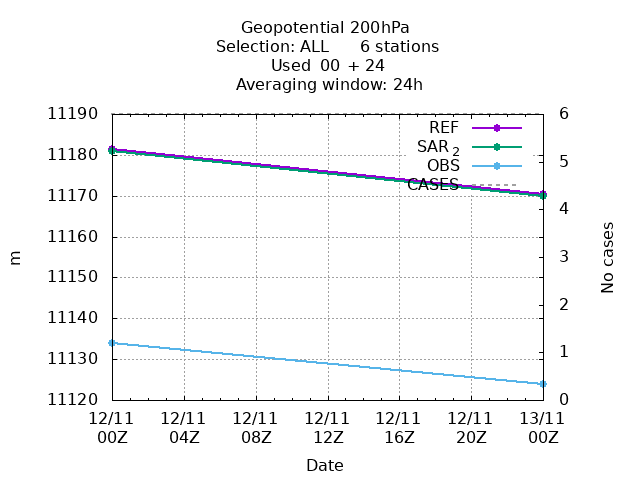 Geopotential 200hPa
Selection: ALL 6 stations
Used 00 + 24
Averaging window: 24h
11190
11180
11170
11160
11150
11140
11130
11120
m
6
5
4
3
2
1
0
No cases
REF
SAR 2
OBS
CASES
12/11 12/11 12/11 12/11 12/11 12/11 13/11
00Z 04Z 08Z 12Z 16Z 20Z 00Z
Date